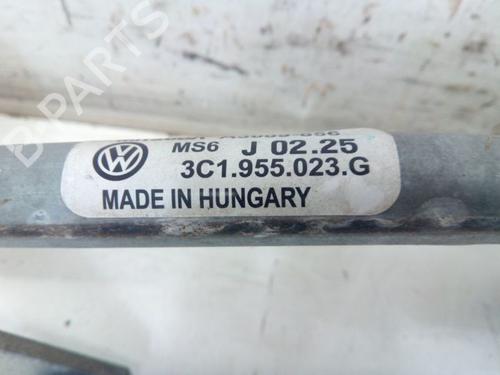 MS6 J 02.25
3C1.955.023.G
MADE IN HUNGARY
B-PARTS